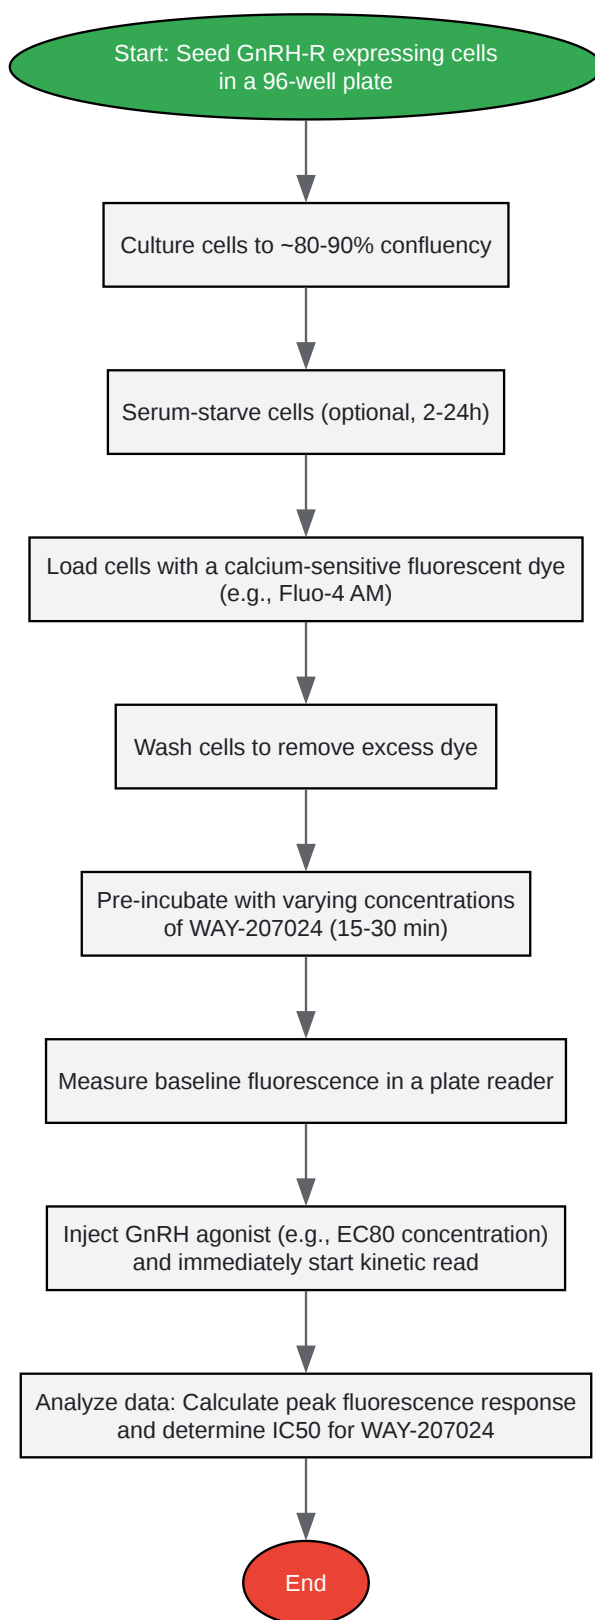 Start: Seed GnRH-R expressing cells
in a 96-well plate
Culture cells to ~80-90% confluency
Serum-starve cells (optional, 2-24h)
Load cells with a calcium-sensitive fluorescent dye
(e.g., Fluo-4 AM)
Wash cells to remove excess dye
Pre-incubate with varying concentrations
of WAY-207024 (15-30 min)
Measure baseline fluorescence in a plate reader
Inject GnRH agonist (e.g., EC80 concentration)
and immediately start kinetic read
Analyze data: Calculate peak fluorescence response
and determine IC50 for WAY-207024
End